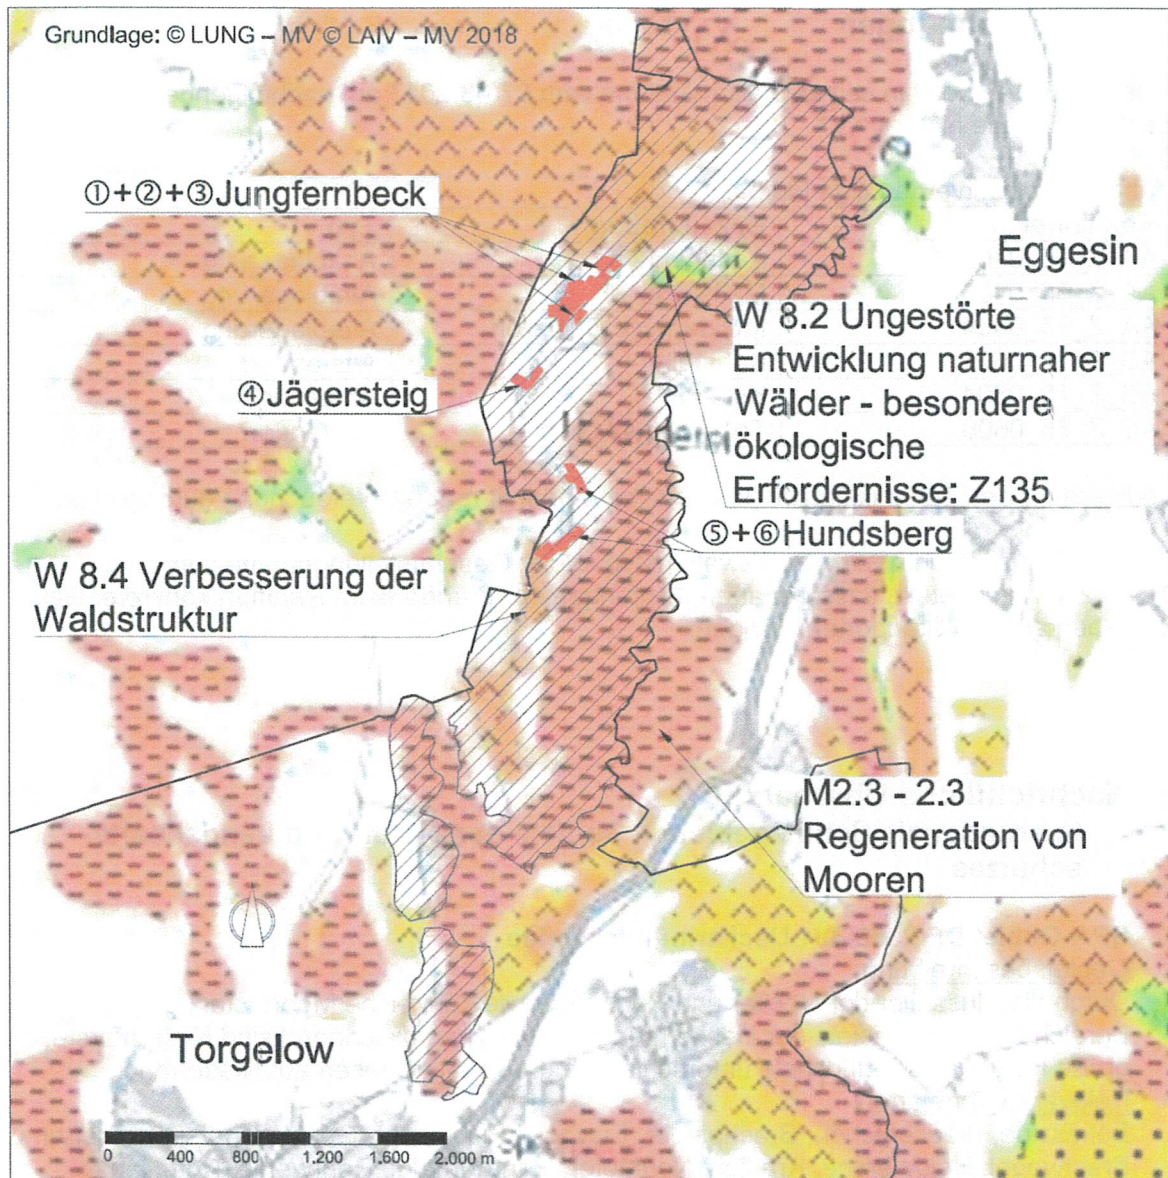 Grundlage: © LUNG – MV © LAIV – MV 2018
①+②+③Jungfernbeck
Eggesin
W 8.2 Ungestörte
Entwicklung naturnaher
Wälder - besondere
ökologische
Erfordernisse: Z135
④Jägersteig
⑤+⑥Hundsberg
W 8.4 Verbesserung der
Waldstruktur
M2.3 - 2.3
Regeneration von
Mooren
Torgelow
0 400 800 1.200 1.600 2.000 m